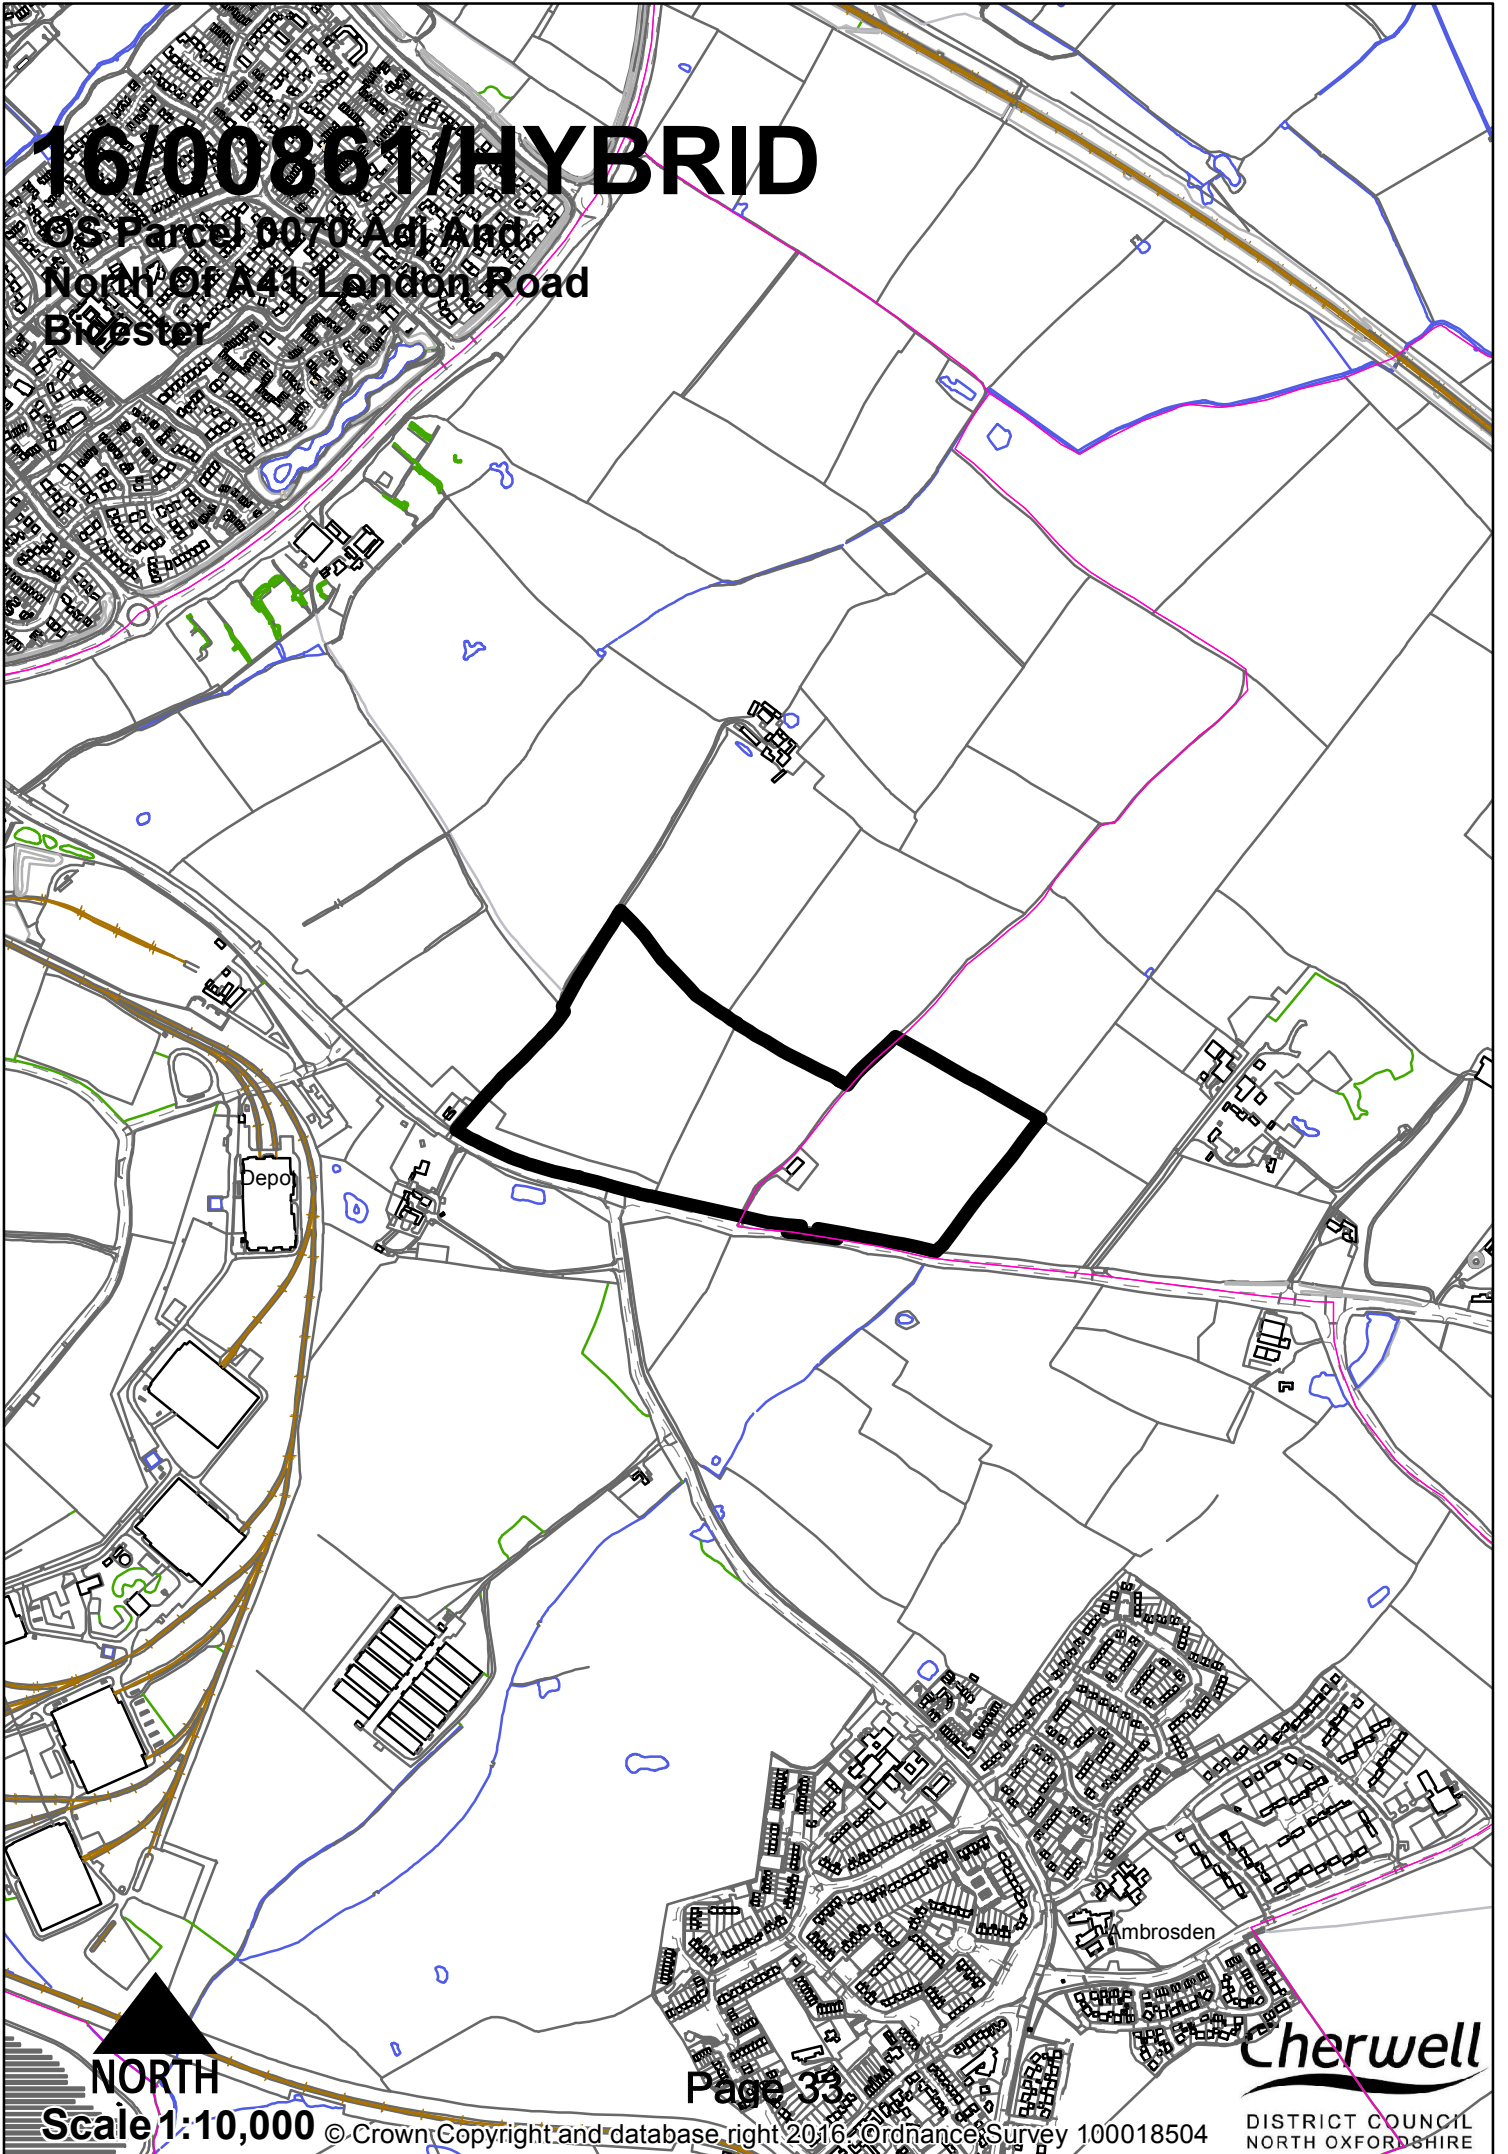 16/00861/HYBRID
OS Parcel 0070 Adj And
North Of A41 London Road
Bicester
Depot
Ambrosden
Cherwell
DISTRICT COUNCIL
NORTH OXFORDSHIRE
NORTH
Page 33
Scale 1:10,000
© Crown Copyright and database right 2016. Ordnance Survey 100018504